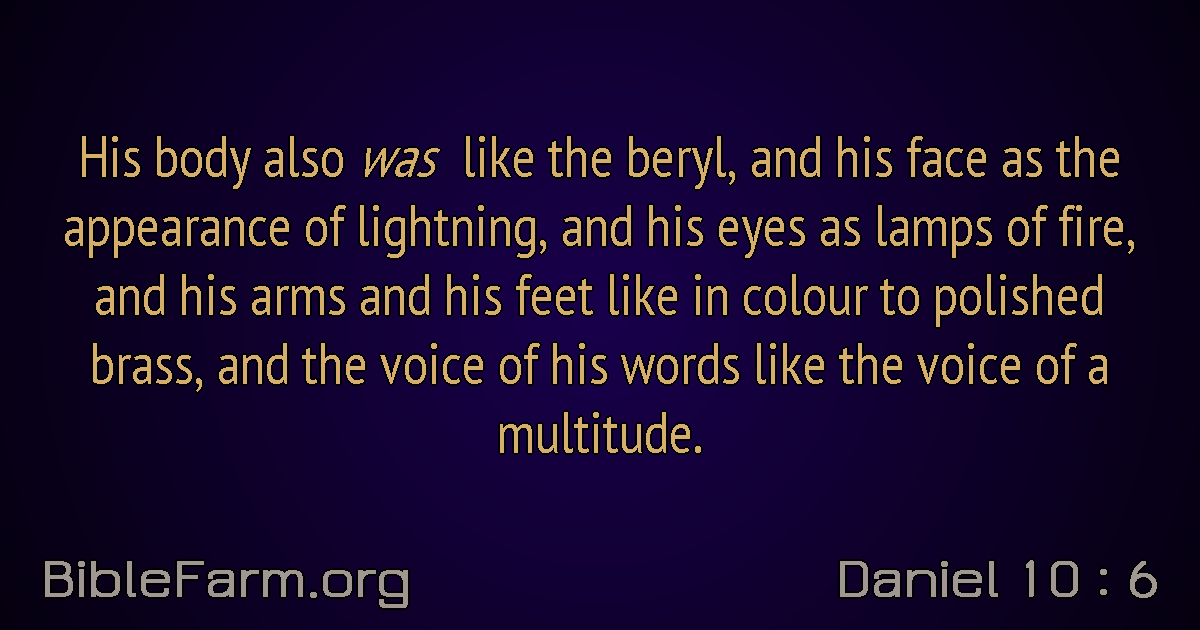 His body also was like the beryl, and his face as the
appearance of lightning, and his eyes as lamps of fire,
and his arms and his feet like in colour to polished
brass, and the voice of his words like the voice of a
multitude.
BibleFarm.org
Daniel 10 : 6